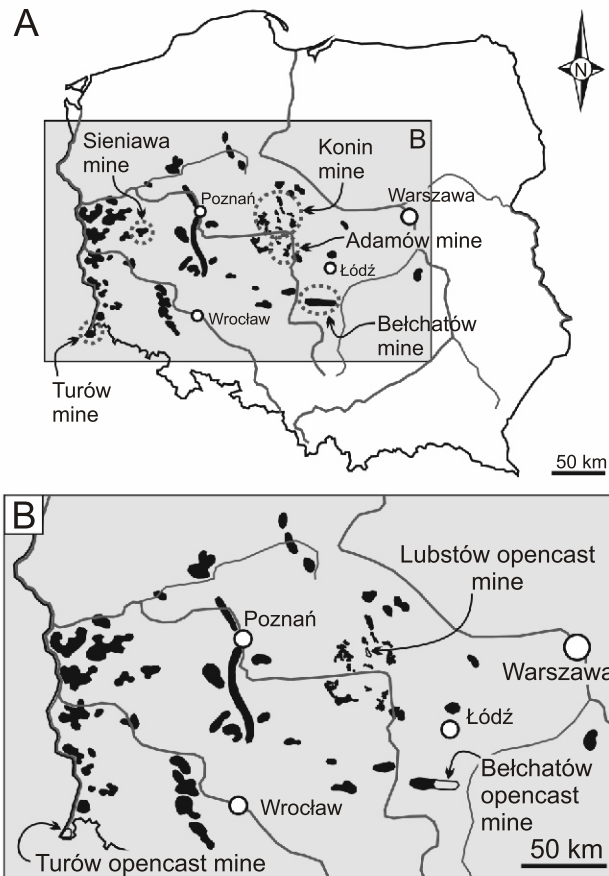 A
N
Sieniawa
mine
Konin
mine
B
Poznań
Warszawa
Adamów mine
Łódź
Wrocław
Bełchatów
mine
Turów
mine
50 km
B
Lubstów opencast
mine
Poznań
Warszawa
Łódź
Bełchatów
opencast
mine
Wrocław
Turów opencast mine
50 km